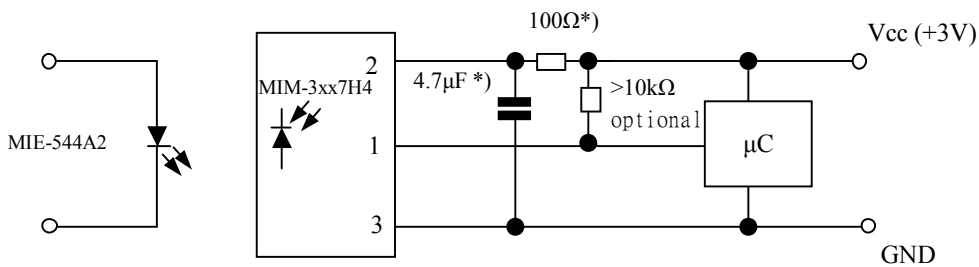 100Ω*)
Vcc (+3V)
2
MIM-3xx7H4
4.7μF *)
>10kΩ
optional
MIE-544A2
1
μC
3
GND